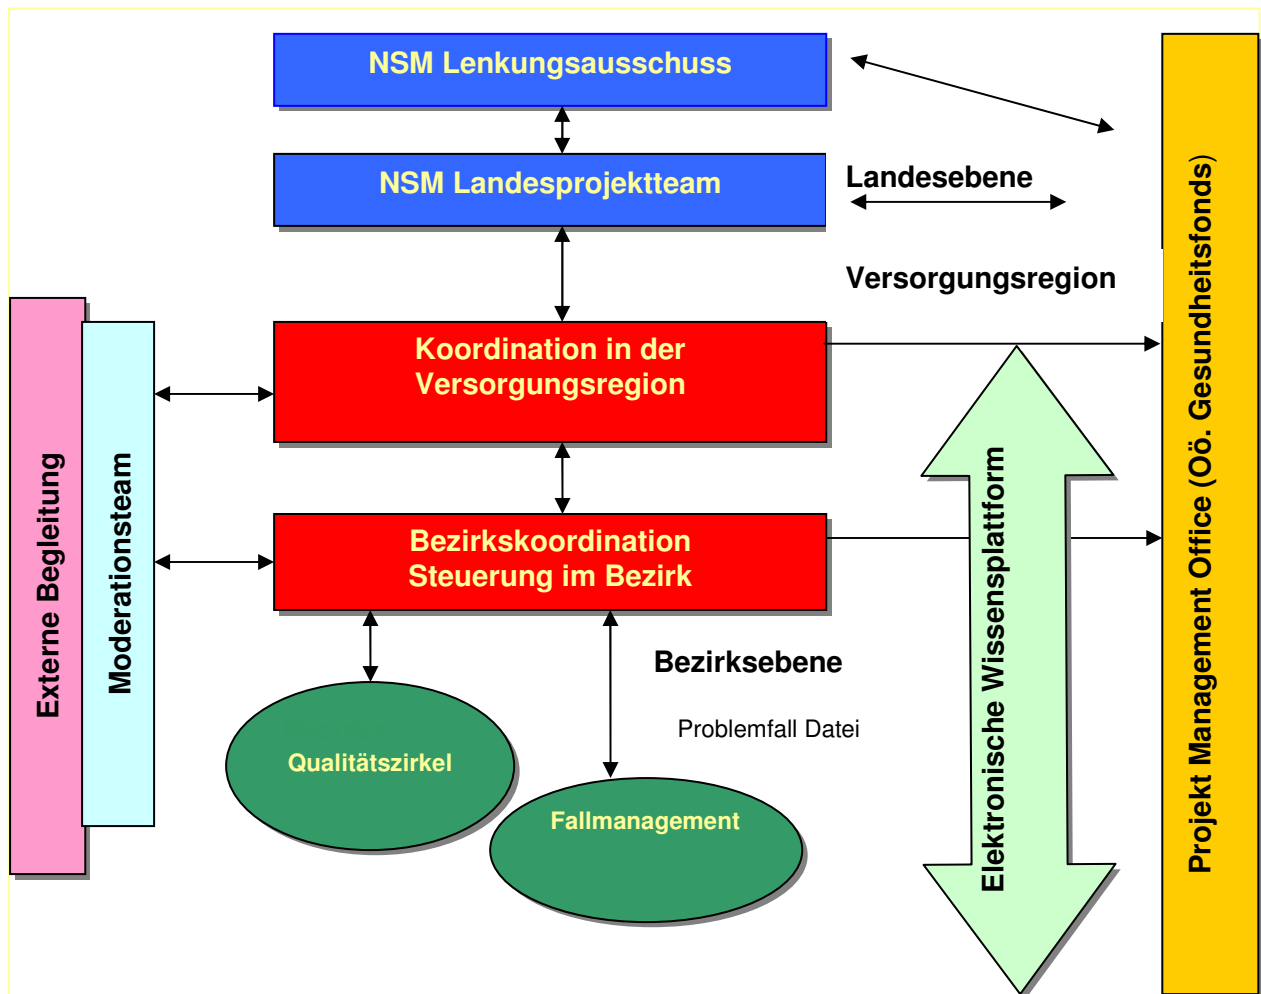 NSM Lenkungsausschuss
NSM Landesprojektteam
Landesebene
Versorgungsregion
Koordination in der
Versorgungsregion
Bezirkskoordination
Steuerung im Bezirk
Bezirksebene
Problemfall Datei
Qualitätszirkel
Fallmanagement
Externe Begleitung
Moderationsteam
Elektronische Wissensplattform
Projekt Management Office (Oö. Gesundheitsfonds)